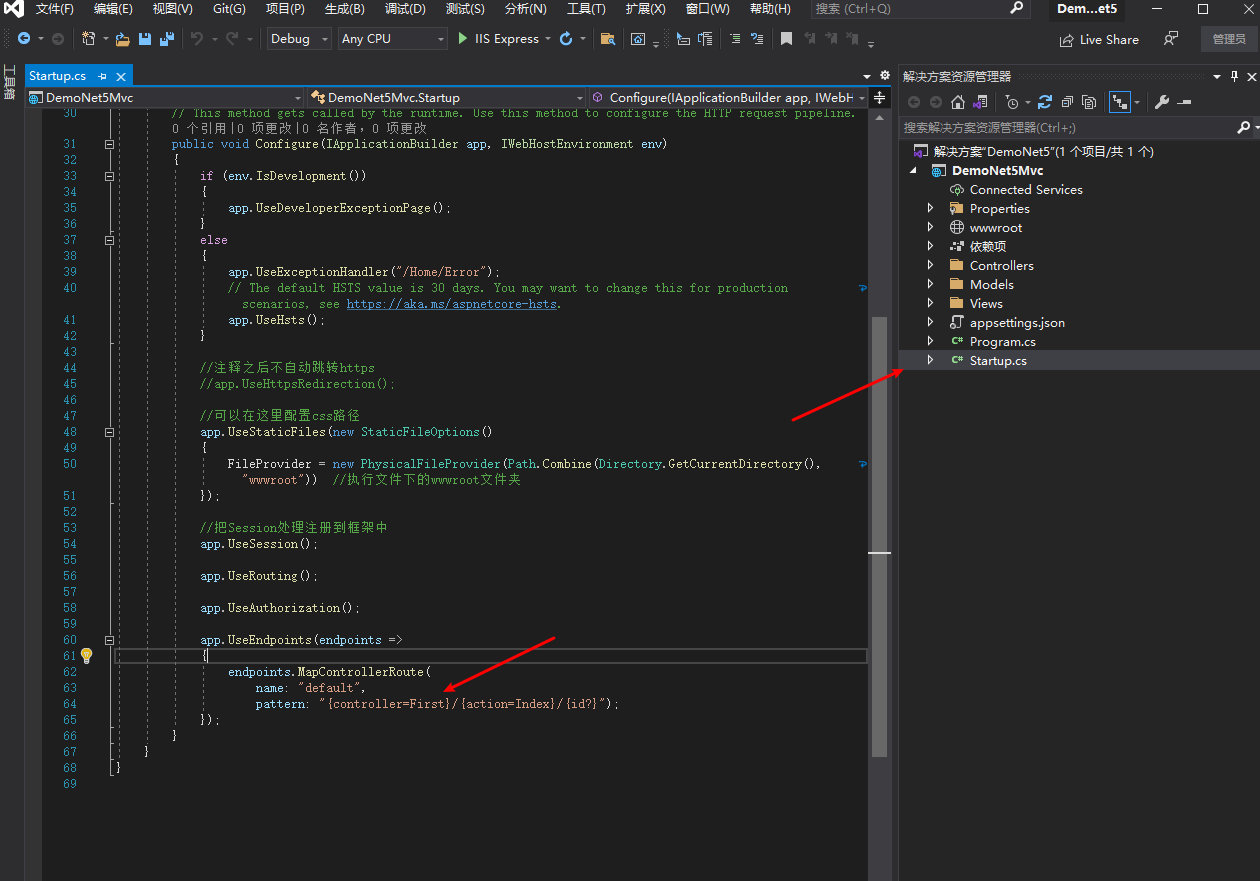 文件(F) 编辑(E) 视图(V) Git(G) 项目(P) 生成(B) 调试(D) 测试(S) 分析(N) 工具(T) 扩展(X) 窗口(W) 帮助(H) 搜索 (Ctrl+Q) Dem...et5
Debug Any CPU IIS Express Live Share 管理员
工具箱
Startup.cs
DemoNet5Mvc DemoNet5Mvc.Startup Configure(IApplicationBuilder app, IWebH
30 // This method gets called by the runtime. Use this method to configure the HTTP request pipeline.
0 个引用|0 项更改|0 名作者，0 项更改
31 public void Configure(IApplicationBuilder app, IWebHostEnvironment env)
32 {
33 if (env.IsDevelopment())
34 {
35 app.UseDeveloperExceptionPage();
36 }
37 else
38 {
39 app.UseExceptionHandler("/Home/Error");
40 // The default HSTS value is 30 days. You may want to change this for production
scenarios, see https://aka.ms/aspnetcore-hsts.
41 app.UseHsts();
42 }
43
44 //注释之后不自动跳转https
45 //app.UseHttpsRedirection();
46
47 //可以在这里配置css路径
48 app.UseStaticFiles(new StaticFileOptions()
49 {
50 FileProvider = new PhysicalFileProvider(Path.Combine(Directory.GetCurrentDirectory(),
"wwwroot")) //执行文件下的wwwroot文件夹
51 });
52
53 //把Session处理注册到框架中
54 app.UseSession();
55
56 app.UseRouting();
57
58 app.UseAuthorization();
59
60 app.UseEndpoints(endpoints =>
61 {
62 endpoints.MapControllerRoute(
63 name: "default",
64 pattern: "{controller=First}/{action=Index}/{id?}");
65 });
66 }
67 }
68 }
69
解决方案资源管理器
搜索解决方案资源管理器(Ctrl+;)
解决方案"DemoNet5"(1 个项目/共 1 个)
DemoNet5Mvc
Connected Services
Properties
wwwroot
依赖项
Controllers
Models
Views
appsettings.json
Program.cs
Startup.cs